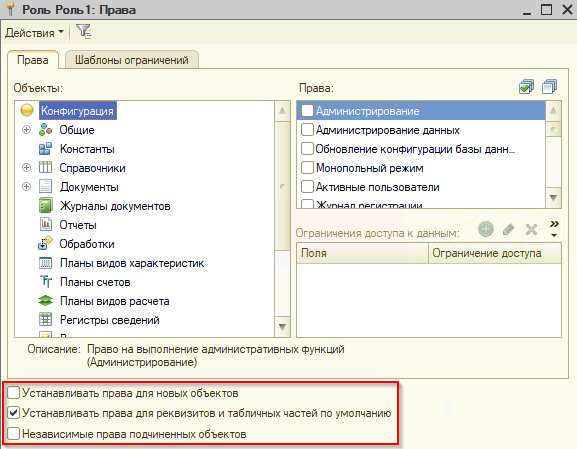 Роль Роль1: Права
Действия
Права
Шаблоны ограничений
Объекты:
Конфигурация
Общие
Константы
Справочники
Документы
Журналы документов
Отчеты
Обработки
Планы видов характеристик
Планы счетов
Планы видов расчета
Регистры сведений
Права:
Администрирование
Администрирование данных
Обновление конфигурации базы данн...
Монопольный режим
Активные пользователи
Журнал регистрации
Ограничения доступа к данным:
Поля
Ограничение доступа
Описание: Право на выполнение административных функций
(Администрирование)
Устанавливать права для новых объектов
Устанавливать права для реквизитов и табличных частей по умолчанию
Независимые права подчиненных объектов